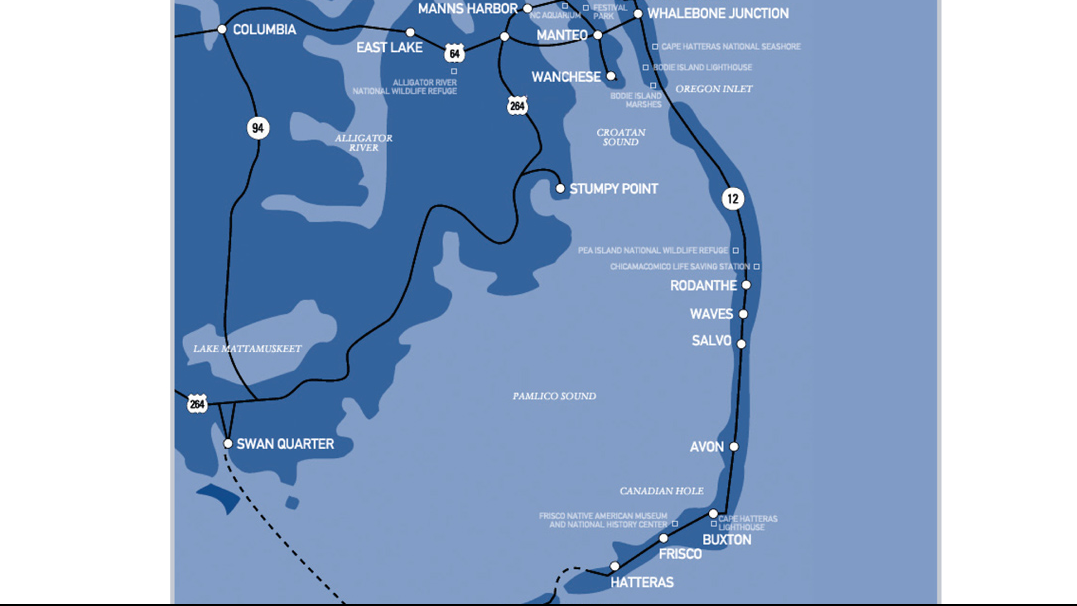 MANNS HARBOR
NC AQUARIUM
FESTIVAL
PARK
WHALEBONE JUNCTION
COLUMBIA
MANTEO
EAST LAKE
64
CAPE HATTERAS NATIONAL SEASHORE
BODIE ISLAND LIGHTHOUSE
WANCHESE
ALLIGATOR RIVER
NATIONAL WILDLIFE REFUGE
OREGON INLET
BODIE ISLAND
MARSHES
264
94
ALLIGATOR
RIVER
CROATAN
SOUND
STUMPY POINT
12
PEA ISLAND NATIONAL WILDLIFE REFUGE
CHICAMACOMICO LIFE SAVING STATION
RODANTHE
WAVES
SALVO
LAKE MATTAMUSKEET
PAMLICO SOUND
264
SWAN QUARTER
AVON
CANADIAN HOLE
FRISCO NATIVE AMERICAN MUSEUM
AND NATIONAL HISTORY CENTER
CAPE HATTERAS
LIGHTHOUSE
BUXTON
FRISCO
HATTERAS